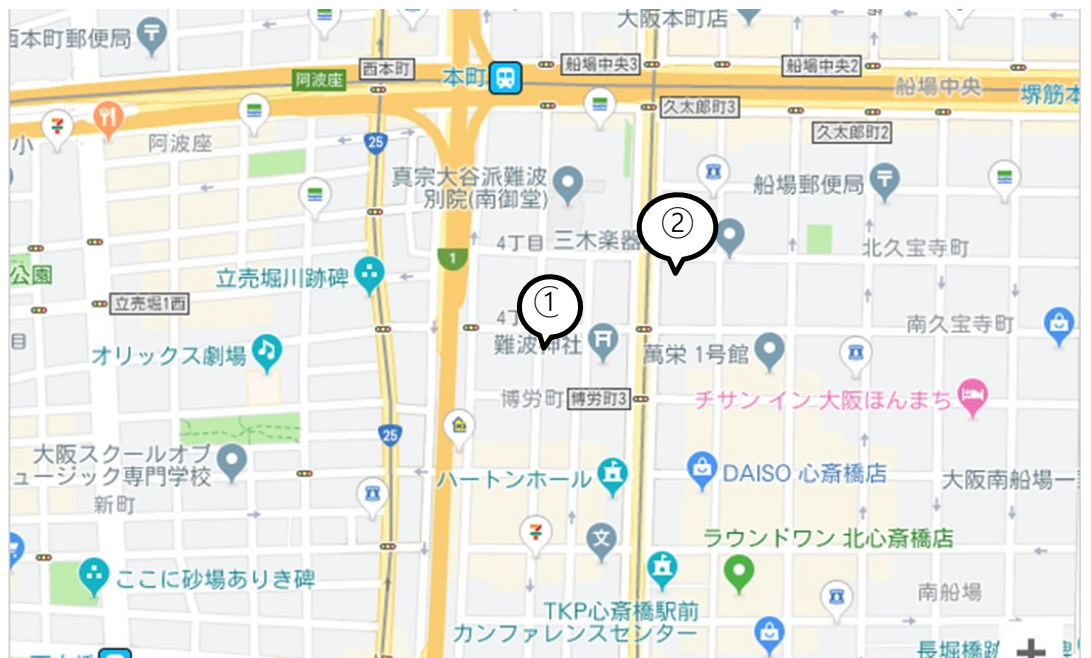 大阪本町店
西本町郵便局
船場中央3
船場中央2
西本町
本町
阿波座
船場中央
堺筋本
久太郎町3
久太郎町2
7
小
阿波座
25
真宗大谷派難波
別院(南御堂)
船場郵便局
②
4丁目
三木楽器
北久宝寺町
1
公園
立売堀川跡碑
①
立売堀1西
4丁
南久宝寺町
目
オリックス劇場
難波神社
萬栄 1号館
博労町
博労町3
チサン イン 大阪ほんまち
25
大阪スクールオブ
ュージック専門学校
ハートンホール
DAISO 心斎橋店
大阪南船場一
新町
7
文
ラウンドワン 北心斎橋店
ここに砂場ありき碑
南船場
TKP心斎橋駅前
カンファレンスセンター
長堀橋跡
+